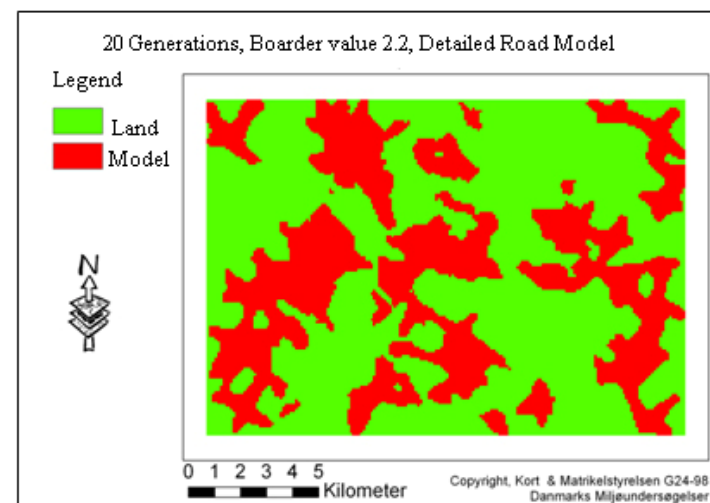 20 Generations, Boarder value 2.2, Detailed Road Model
Legend
Land
Model
N
0 1 2 3 4 5
Kilometer
Copyright, Kort & Matrikelstyrelsen G24-98
Danmarks Miljøundersøgelser